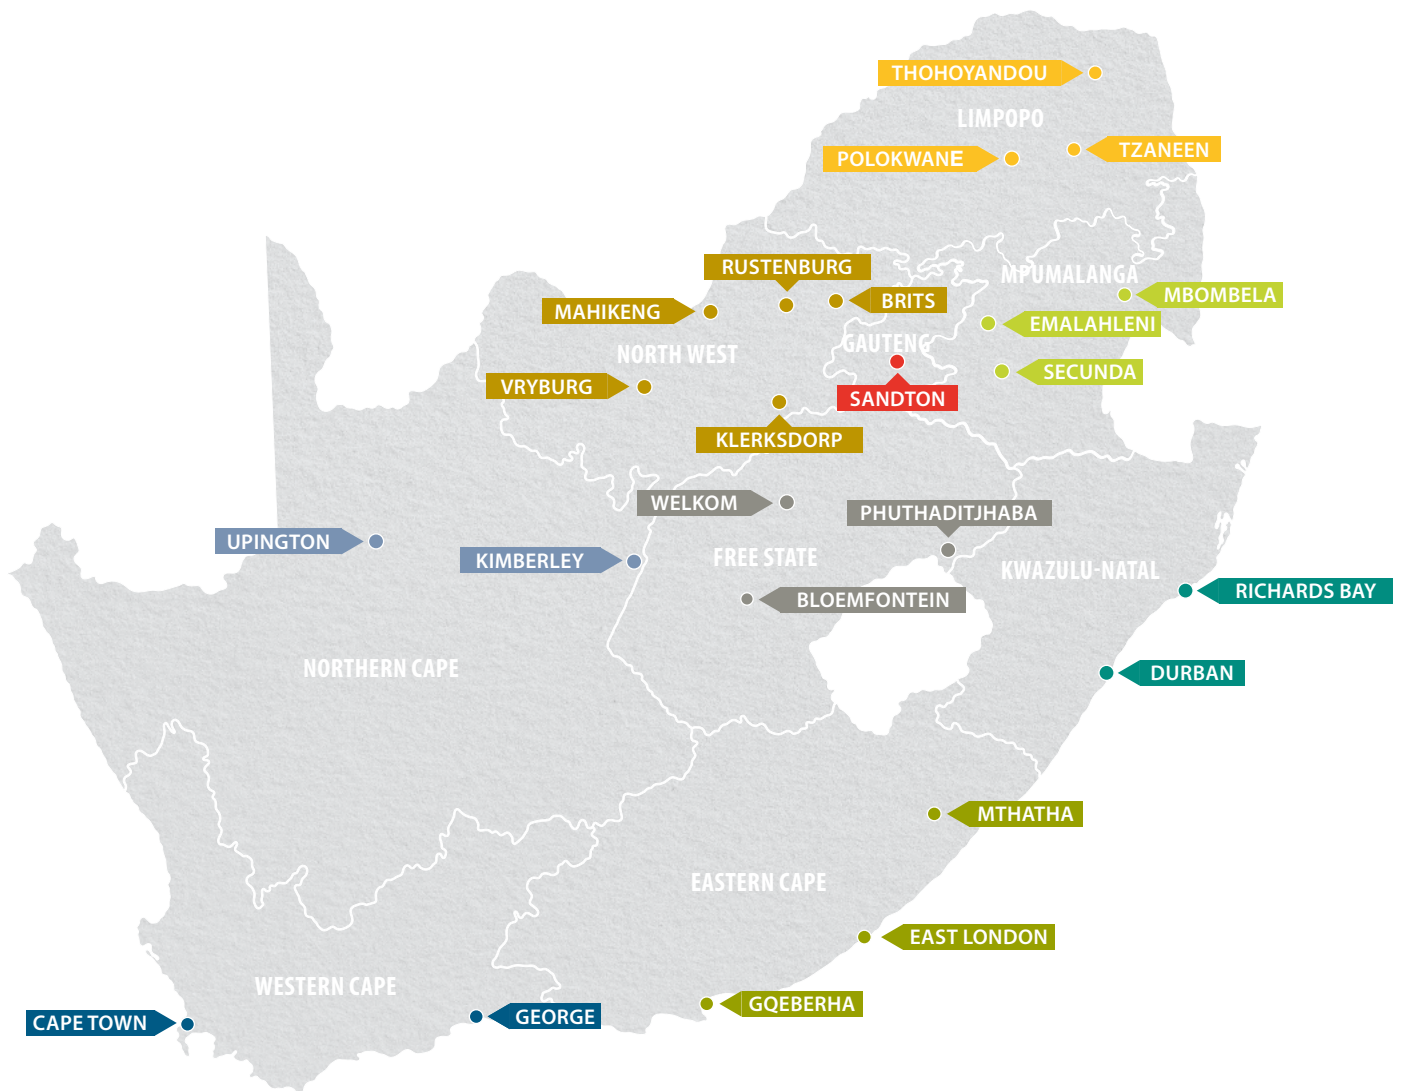 THOHOYANDOU
LIMPOPO
POLOKWANE
TZANEEN
RUSTENBURG
MPUMALANGA
MAHIKENG
BRITS
MBOMBELA
EMALAHLENI
NORTH WEST
GAUTENG
VRYBURG
SANDTON
SECUNDA
KLERKSDORP
WELKOM
PHUTHADITJHABA
UPINGTON
KIMBERLEY
FREE STATE
KWAZULU-NATAL
BLOEMFONTEIN
RICHARDS BAY
NORTHERN CAPE
DURBAN
MTHATHA
EASTERN CAPE
EAST LONDON
WESTERN CAPE
GQEBERHA
CAPE TOWN
GEORGE